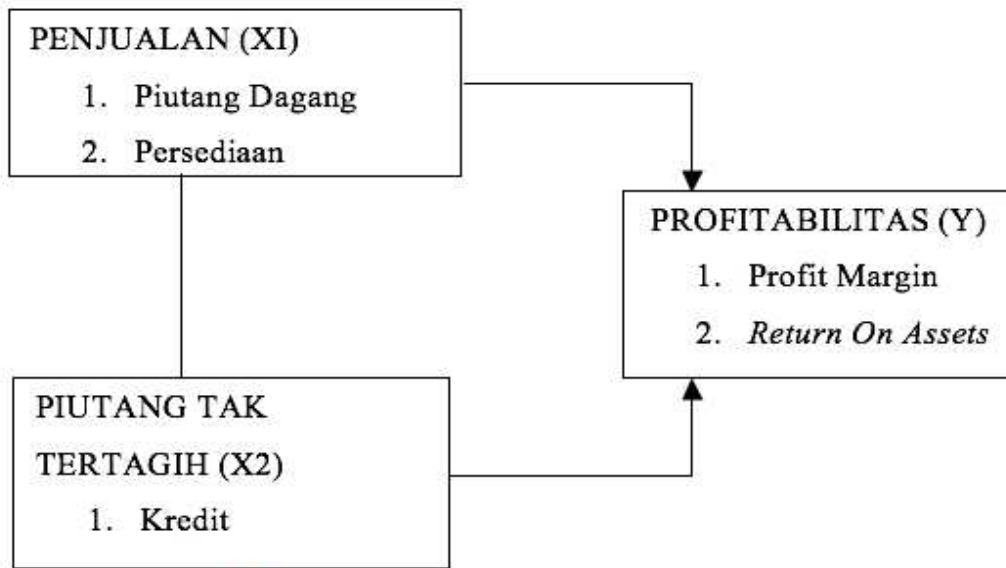 PENJUALAN (XI)
1. Piutang Dagang
2. Persediaan
PROFITABILITAS (Y)
1. Profit Margin
2. Return On Assets
PIUTANG TAK
TERTAGIH (X2)
1. Kredit